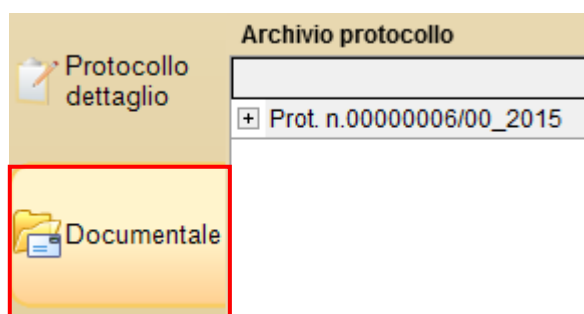 Archivio protocollo
Protocollo
dettaglio
Prot. n.00000006/00_2015
Documentale